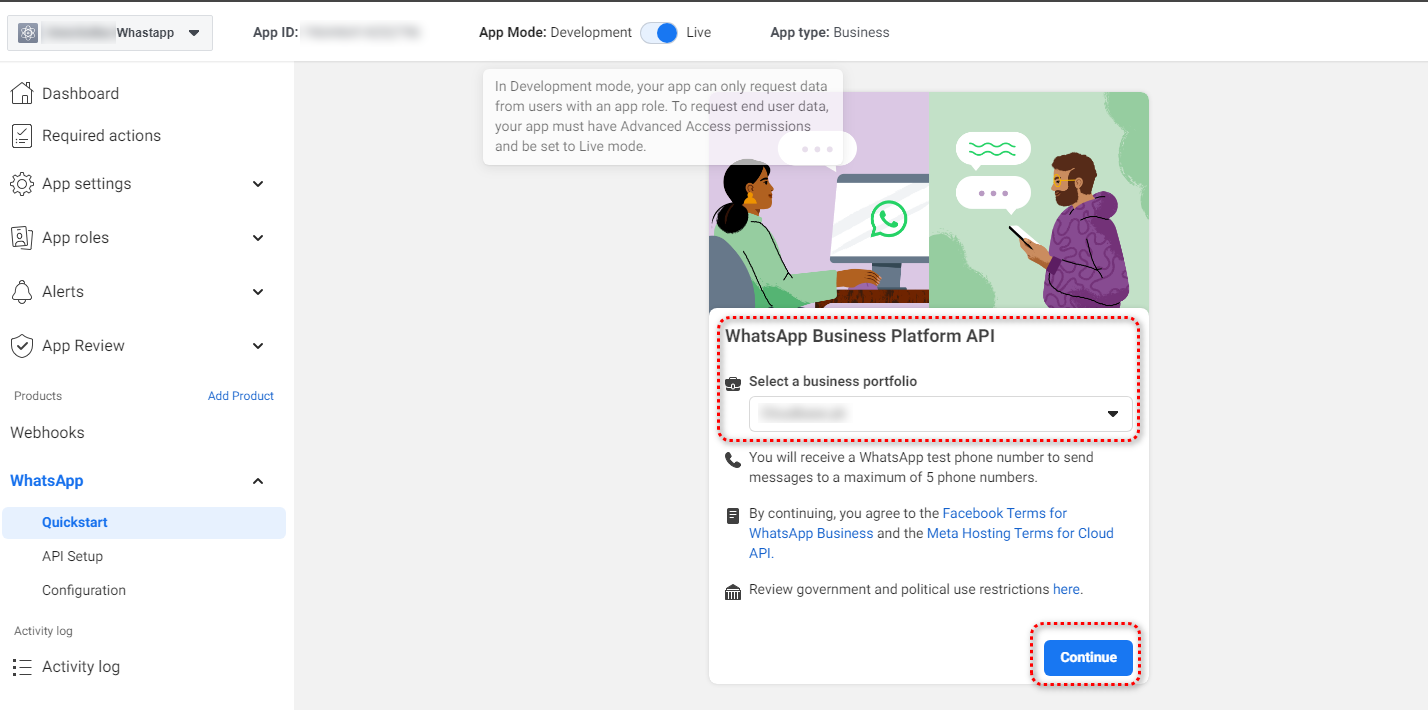 Whastapp
App ID:
App Mode: Development
Live
App type: Business
Dashboard
Required actions
App settings
App roles
Alerts
App Review
Products
Add Product
Webhooks
WhatsApp
Quickstart
API Setup
Configuration
Activity log
Activity log
In Development mode, your app can only request data
from users with an app role. To request end user data,
your app must have Advanced Access permissions
and be set to Live mode.
WhatsApp Business Platform API
Select a business portfolio
You will receive a WhatsApp test phone number to send
messages to a maximum of 5 phone numbers.
By continuing, you agree to the Facebook Terms for
WhatsApp Business and the Meta Hosting Terms for Cloud
API.
Review government and political use restrictions here.
Continue